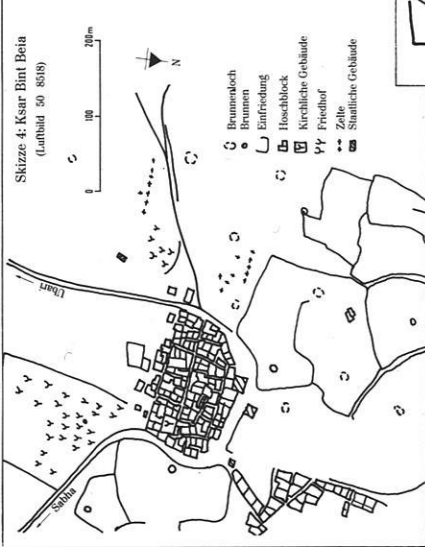 Skizze 4: Ksar Bint Beia
(Luftbild 50 8518)
0 100 200m
N
Brunnenloch
Brunnen
Einfriedung
Hoschblock
Kirchliche Gebäude
Friedhof
Zelte
Staatliche Gebäude
Ubari
Sabha